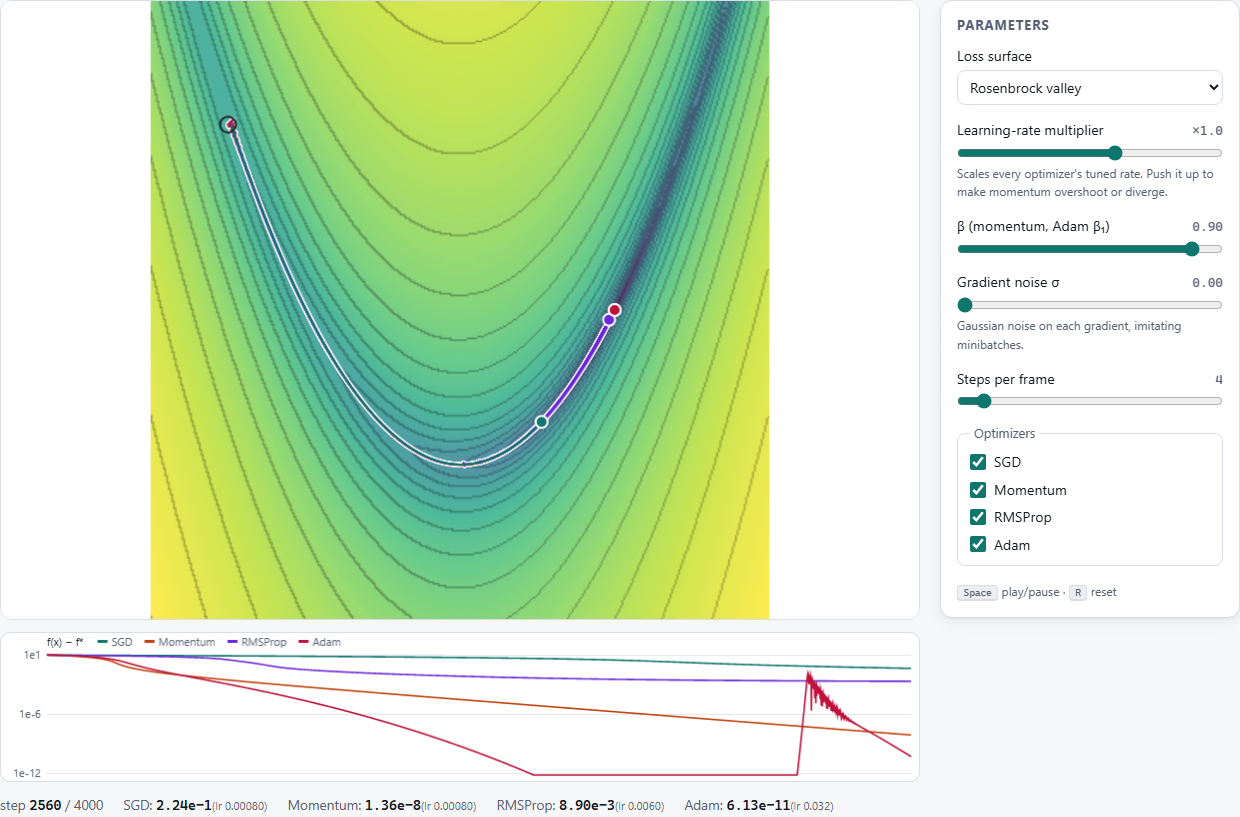 PARAMETERS
Loss surface
Rosenbrock valley
Learning-rate multiplier ×1.0
Scales every optimizer's tuned rate. Push it up to
make momentum overshoot or diverge.
β (momentum, Adam β₁) 0.90
Gradient noise σ 0.00
Gaussian noise on each gradient, imitating
minibatches.
Steps per frame 4
Optimizers
SGD
Momentum
RMSProp
Adam
Space play/pause · R reset
f(x) − f* SGD Momentum RMSProp Adam
1e1
1e-6
1e-12
step 2560 / 4000 SGD: 2.24e−1(lr 0.00080) Momentum: 1.36e−8(lr 0.00080) RMSProp: 8.90e−3(lr 0.0060) Adam: 6.13e−11(lr 0.032)